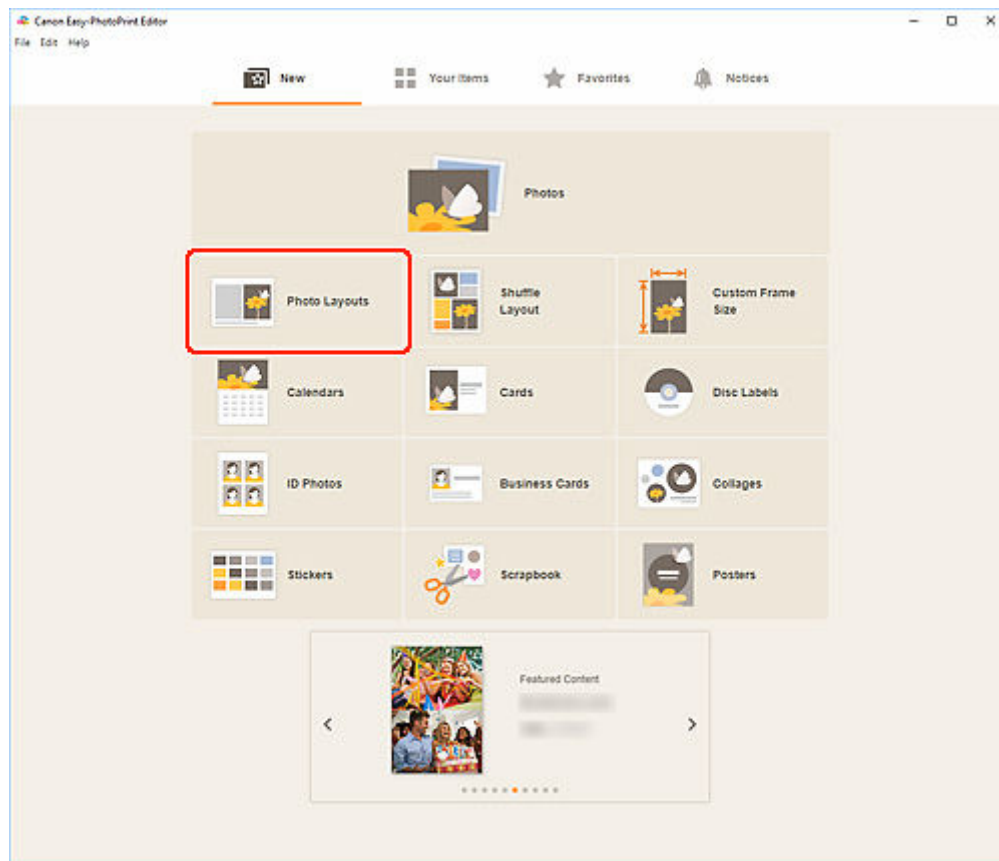 Canon Easy-PhotoPrint Editor
File Edit Help
New
Your Items
Favorites
Notices
Photos
Photo Layouts
Shuffle
Layout
Custom Frame
Size
Calendars
Cards
Disc Labels
ID Photos
Business Cards
Collages
Stickers
Scrapbook
Posters
Featured Content